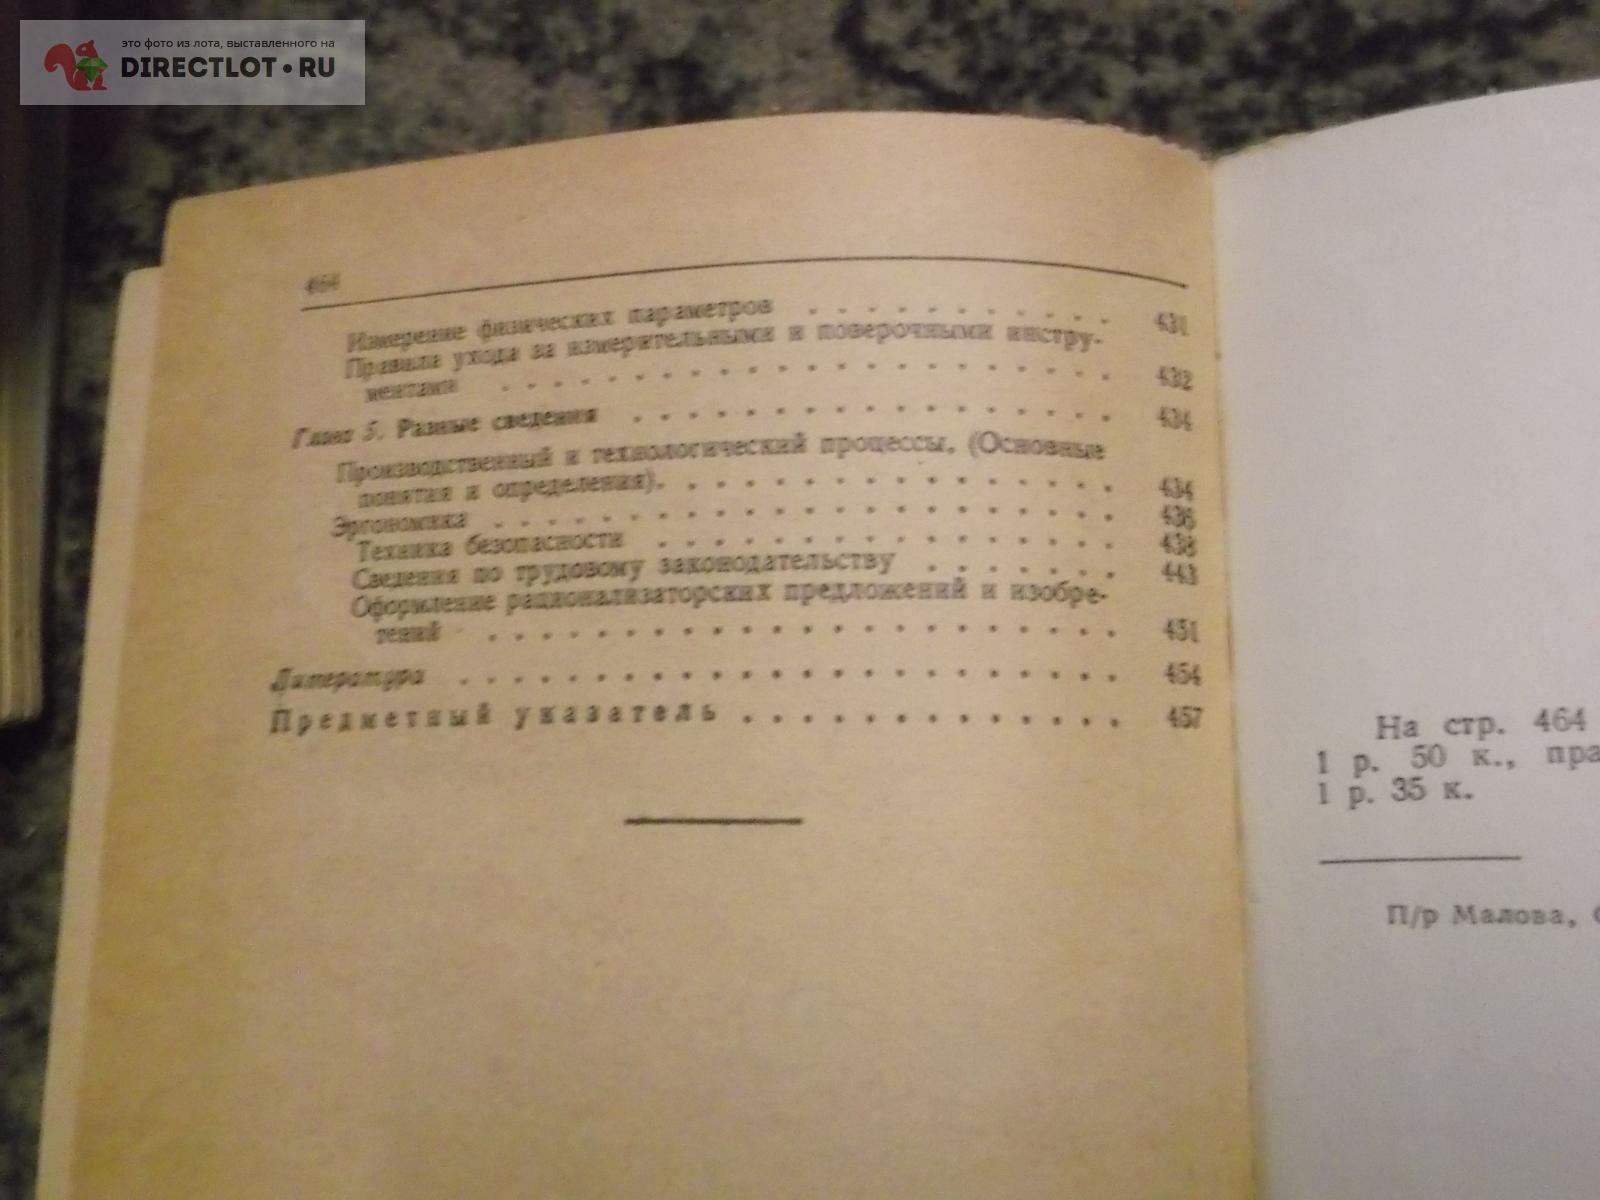 это фото из лота, выставленного на
DIRECTLOT.RU
464
Измерение физических параметров . . . . . . . . . . . . 431
Правила ухода за измерительными и поверочными инстру-
ментами . . . . . . . . . . . . . . . . . . . . . . . 432
Глава 5. Разные сведения . . . . . . . . . . . . . . . . . . 434
Производственный и технологический процессы. (Основные
понятия и определения). . . . . . . . . . . . . . . . . . 434
Эргономика . . . . . . . . . . . . . . . . . . . . . . . . 436
Техника безопасности . . . . . . . . . . . . . . . . . . 438
Сведения по трудовому законодательству . . . . . . . 443
Оформление рационализаторских предложений и изобре-
тений . . . . . . . . . . . . . . . . . . . . . . . . 451
Литература . . . . . . . . . . . . . . . . . . . . . . . . . 454
Предметный указатель . . . . . . . . . . . . . . 457
На стр. 464
1 р. 50 к.,
1 р. 35 к.
П/р Малова,